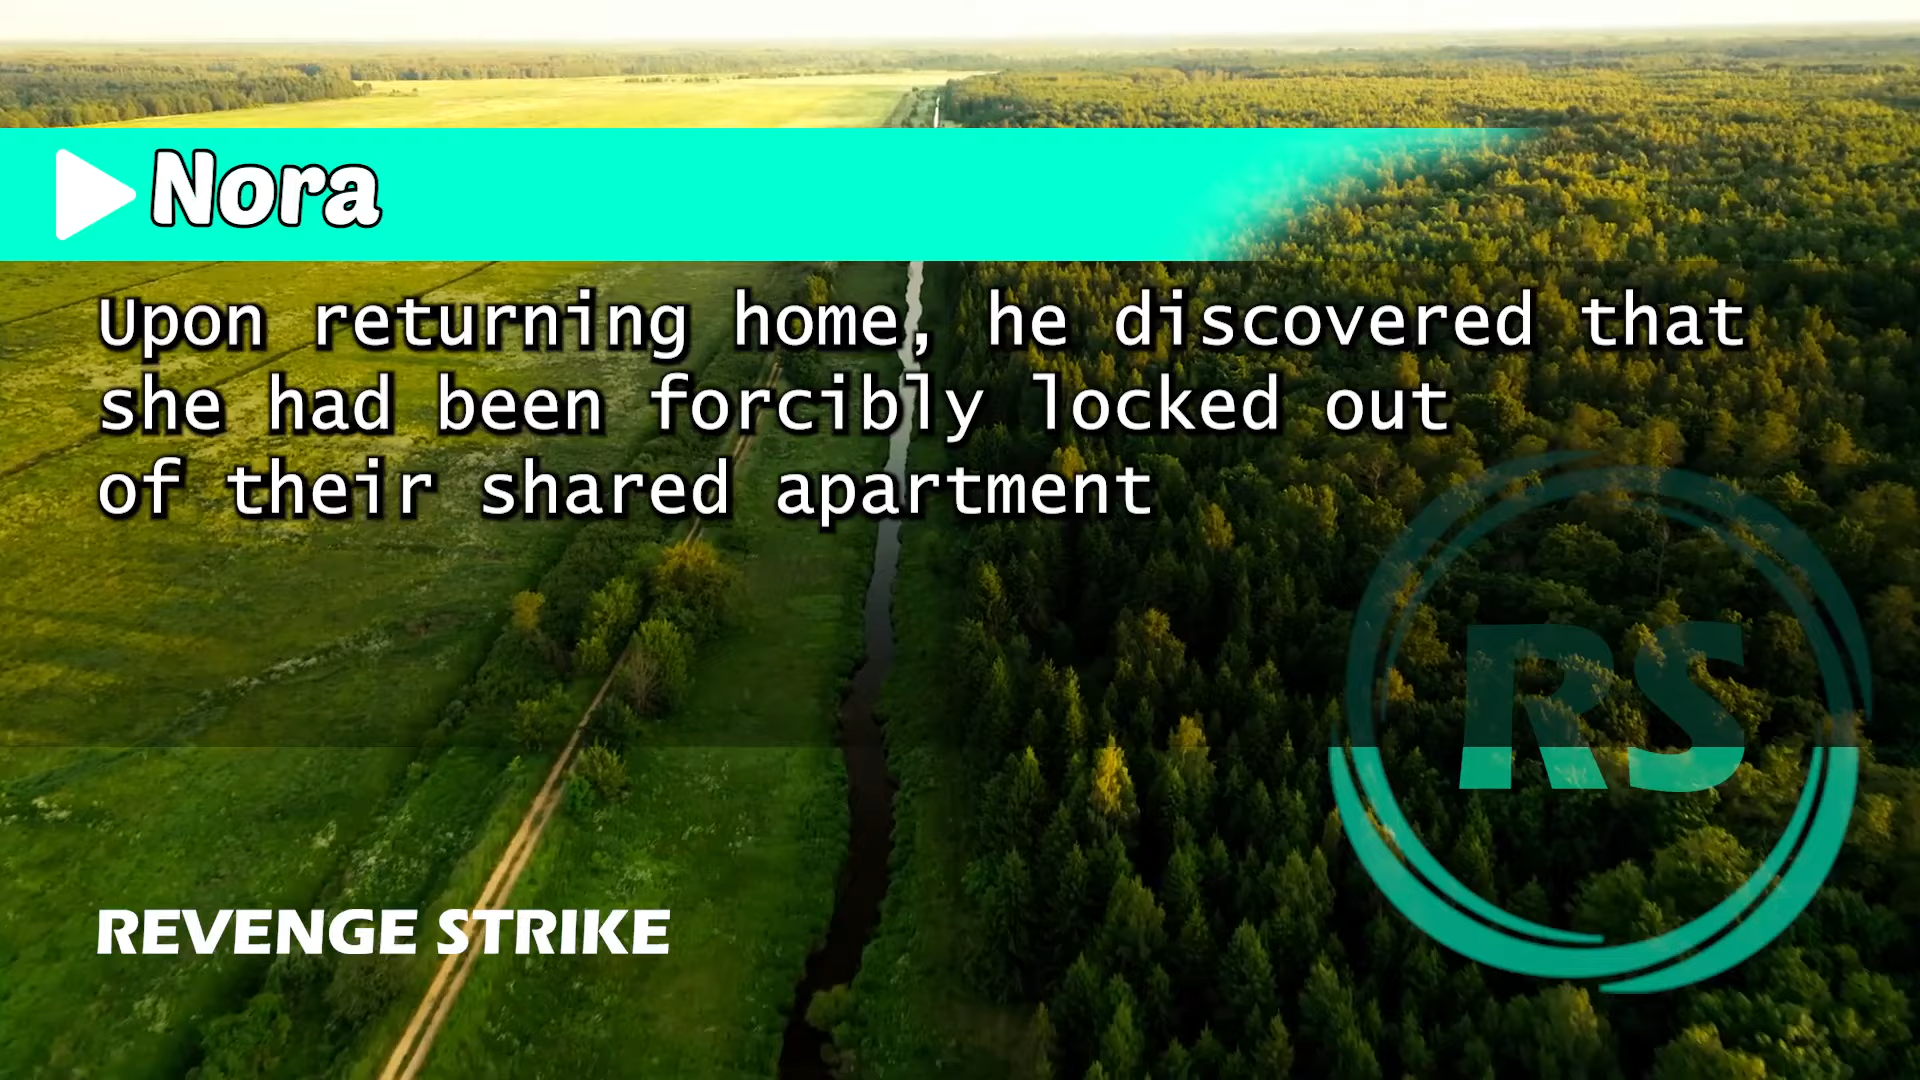 Nora
Upon returning home, he discovered that
she had been forcibly locked out
of their shared apartment
RS
REVENGE STRIKE